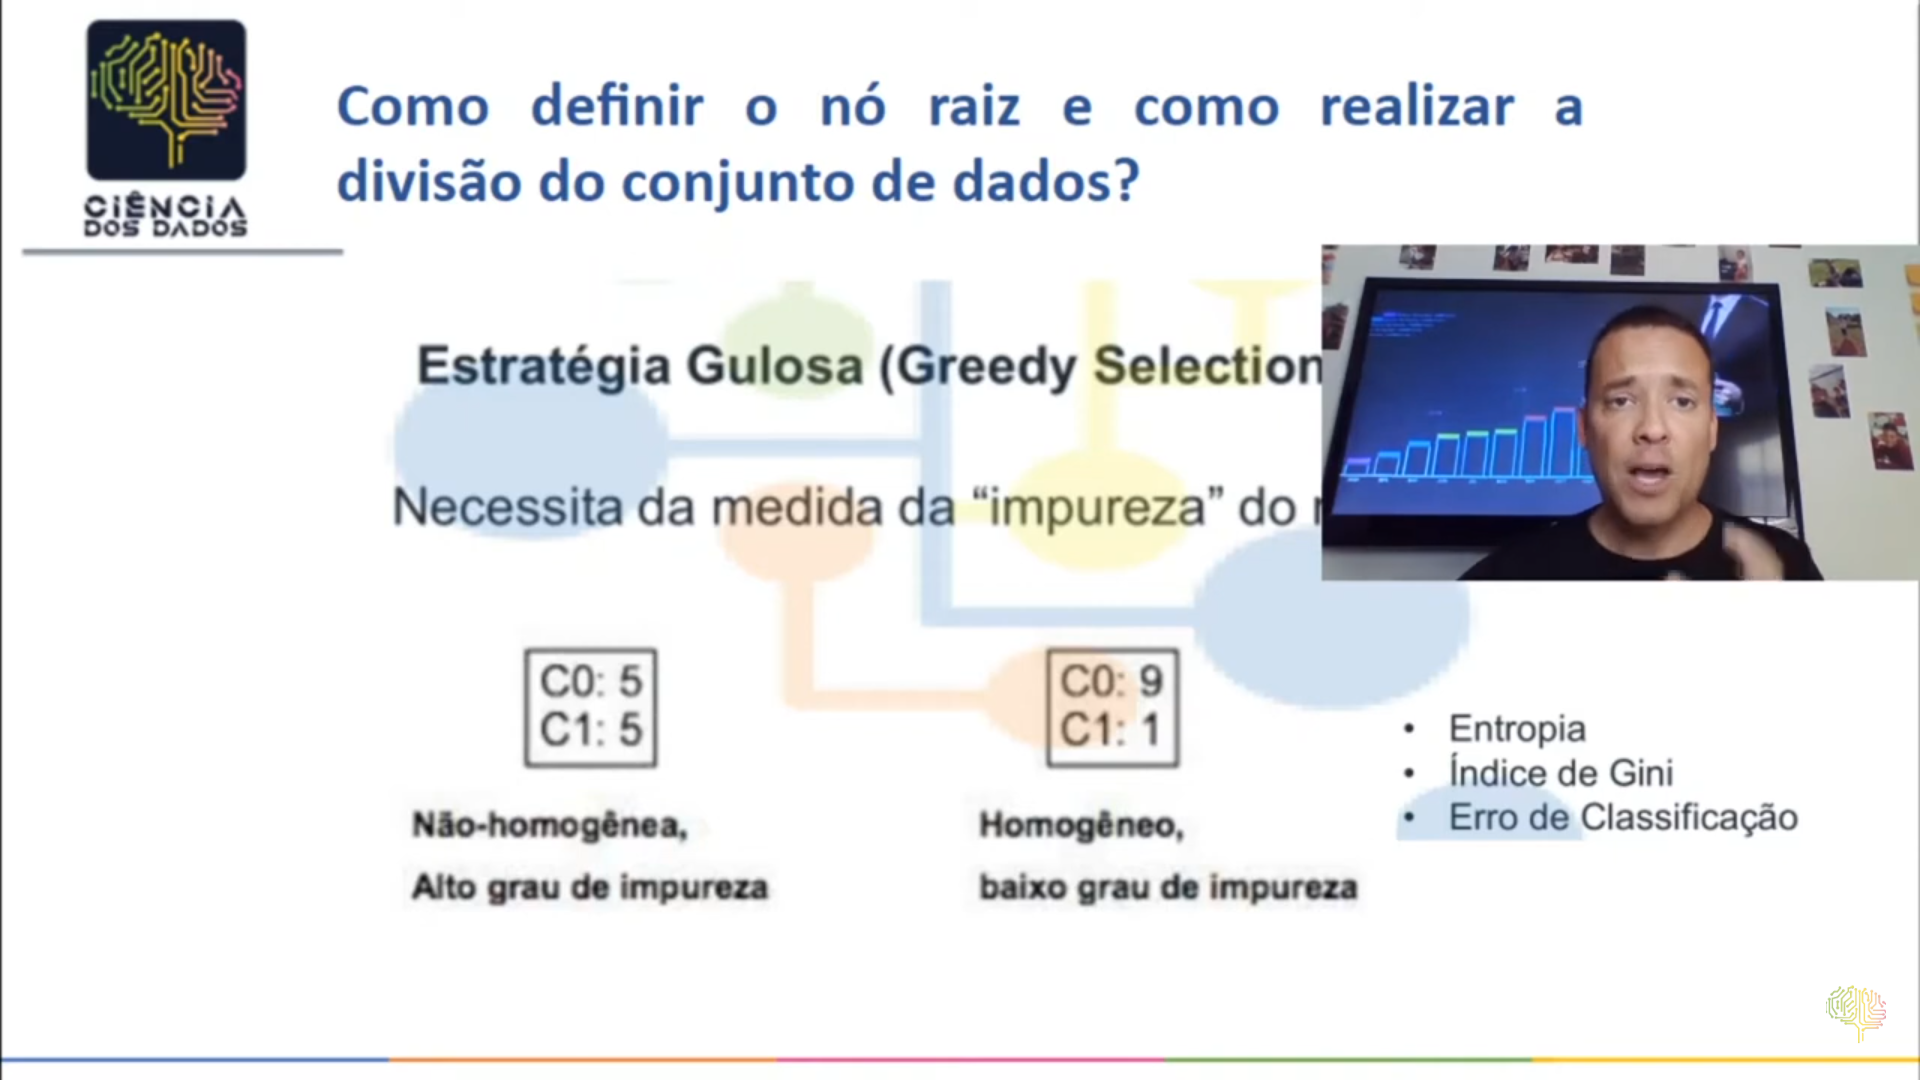 CIÊNCIA
DOS DADOS
Como definir o nó raiz e como realizar a
divisão do conjunto de dados?
Estratégia Gulosa (Greedy Selection
Necessita da medida da “impureza” do
C0: 5
C1: 5
C0: 9
C1: 1
Não-homogênea,
Alto grau de impureza
Homogêneo,
baixo grau de impureza
• Entropia
• Índice de Gini
• Erro de Classificação